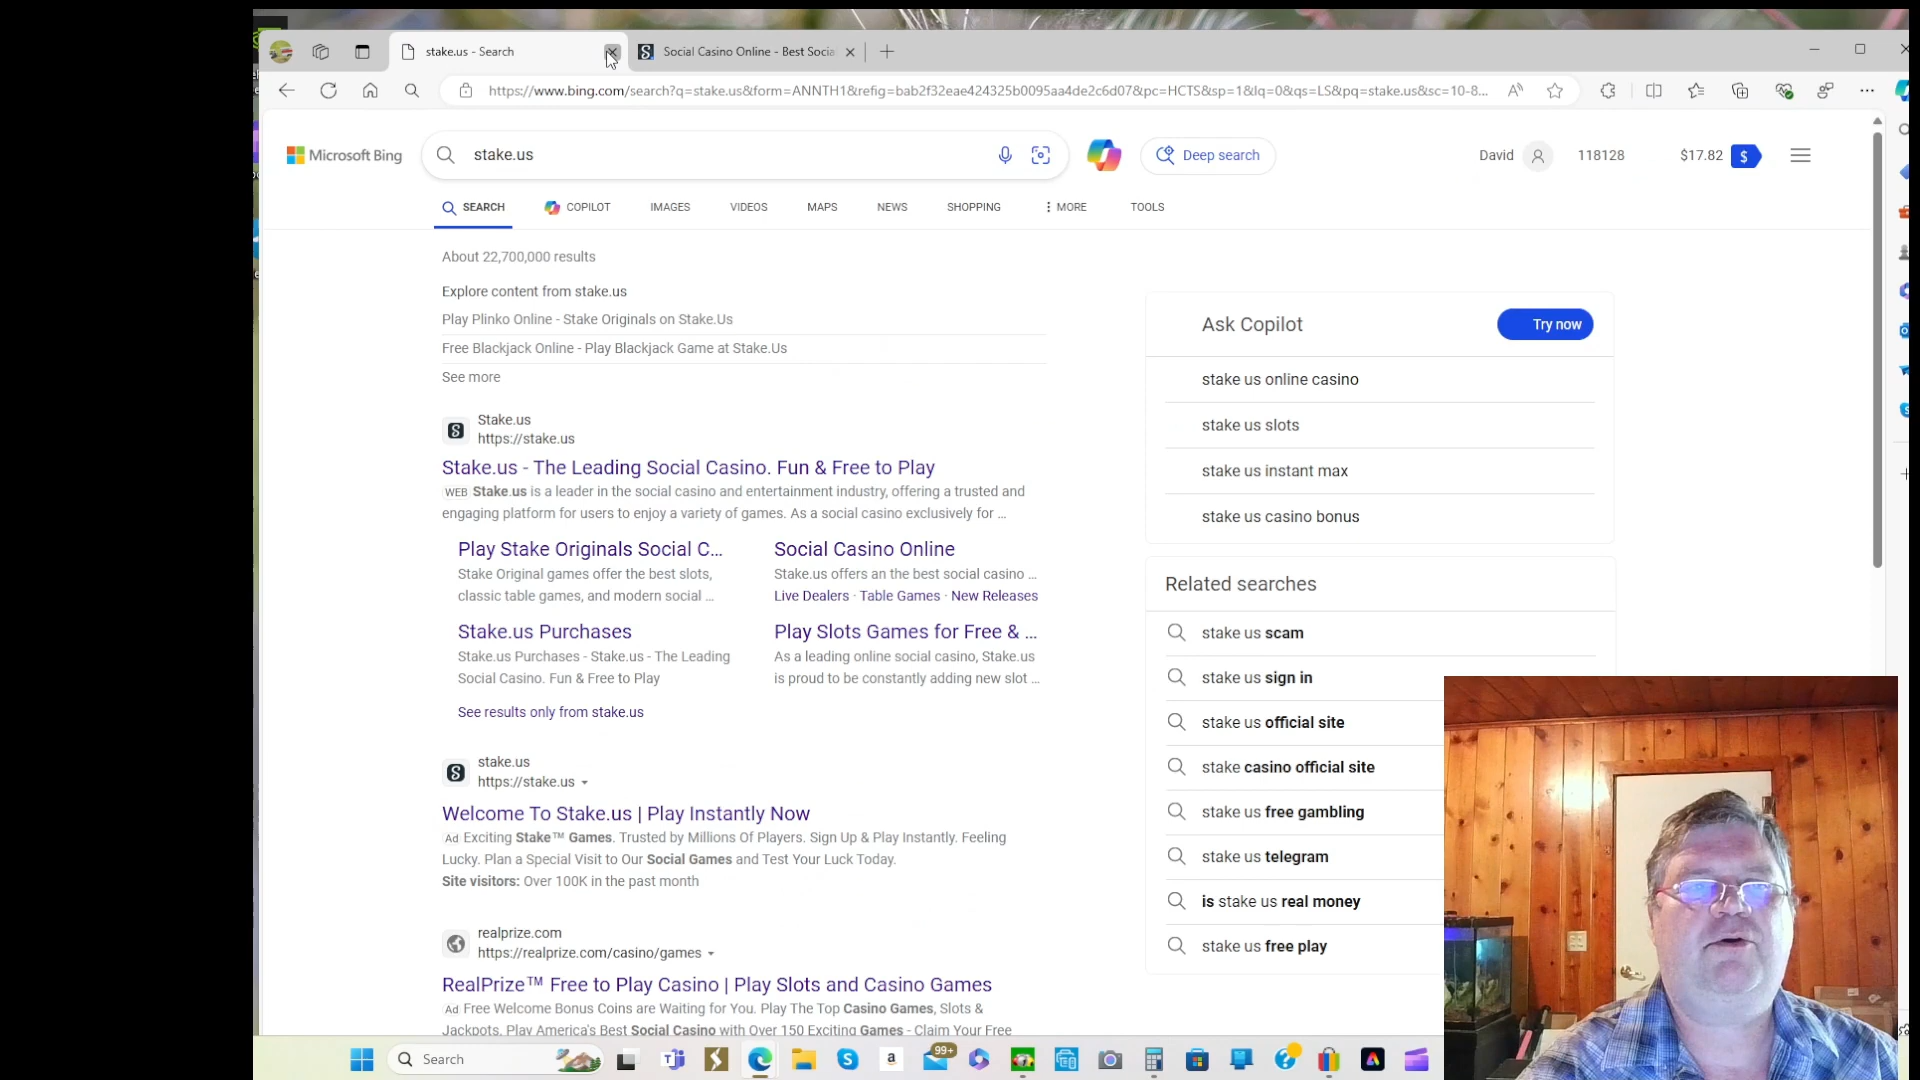 stake.us - Search
Social Casino Online - Best Socia
https://www.bing.com/search?q=stake.us&form=ANNTH1&refig=bab2f32eae424325b0095aa4de2c6d07&pc=HCTS&sp=1&lq=0&qs=LS&pq=stake.us&sc=10-8...
Microsoft Bing
stake.us
Deep search
David
118128
$17.82
$
SEARCH
COPILOT
IMAGES
VIDEOS
MAPS
NEWS
SHOPPING
MORE
TOOLS
About 22,700,000 results
Explore content from stake.us
Play Plinko Online - Stake Originals on Stake.Us
Free Blackjack Online - Play Blackjack Game at Stake.Us
See more
Stake.us
https://stake.us
Stake.us - The Leading Social Casino. Fun & Free to Play
WEB Stake.us is a leader in the social casino and entertainment industry, offering a trusted and
engaging platform for users to enjoy a variety of games. As a social casino exclusively for ...
Play Stake Originals Social C...
Stake Original games offer the best slots,
classic table games, and modern social ...
Social Casino Online
Stake.us offers an the best social casino ...
Live Dealers · Table Games · New Releases
Stake.us Purchases
Stake.us Purchases - Stake.us - The Leading
Social Casino. Fun & Free to Play
Play Slots Games for Free & ...
As a leading online social casino, Stake.us
is proud to be constantly adding new slot ...
See results only from stake.us
stake.us
https://stake.us
Welcome To Stake.us | Play Instantly Now
Ad Exciting Stake™ Games. Trusted by Millions Of Players. Sign Up & Play Instantly. Feeling
Lucky. Plan a Special Visit to Our Social Games and Test Your Luck Today.
Site visitors: Over 100K in the past month
realprize.com
https://realprize.com/casino/games
RealPrize™ Free to Play Casino | Play Slots and Casino Games
Ad Free Welcome Bonus Coins are Waiting for You. Play The Top Casino Games, Slots &
Jackpots. Play America's Best Social Casino with Over 150 Exciting Games - Claim Your Free
Ask Copilot
Try now
stake us online casino
stake us slots
stake us instant max
stake us casino bonus
Related searches
stake us scam
stake us sign in
stake us official site
stake casino official site
stake us free gambling
stake us telegram
is stake us real money
stake us free play
Search
99+